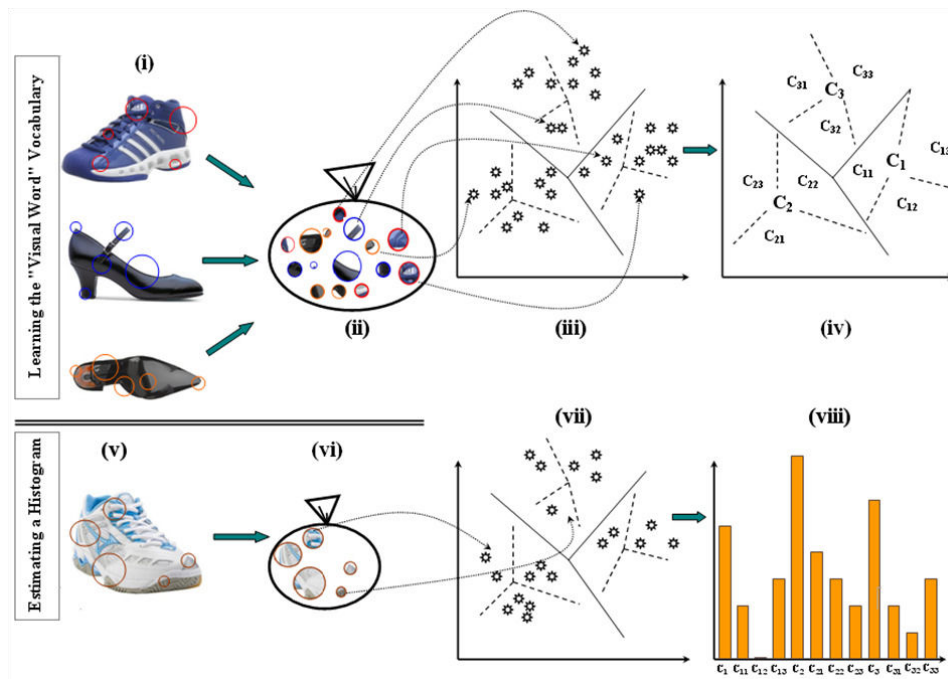 Learning the "Visual Word" Vocabulary
(i)
(ii)
(iii)
(iv)
C31
C33
C3
C32
C13
C1
C11
C23
C22
C12
C2
C21
Estimating a Histogram
(v)
(vi)
(vii)
(viii)
C1 C11 C12 C13 C2 C21 C22 C23 C3 C31 C32 C33